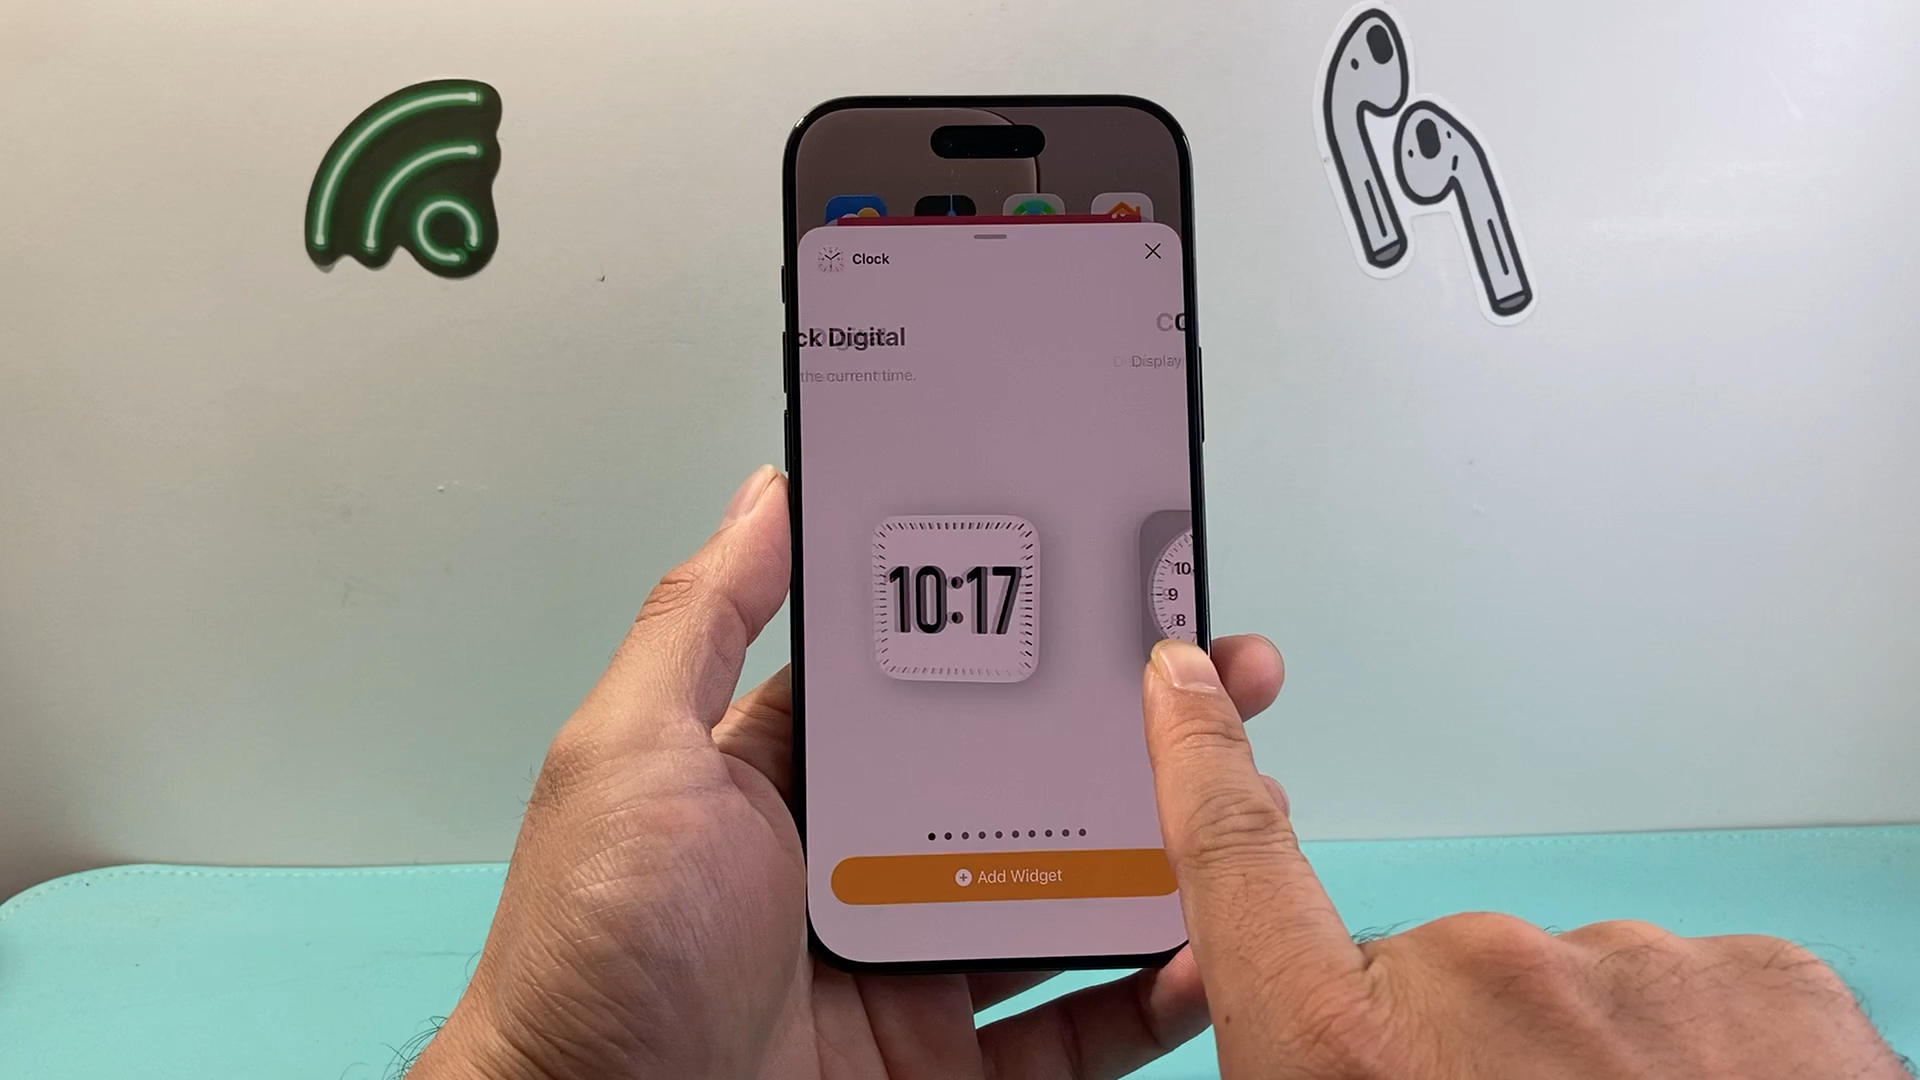 Clock
ck Digital
the current time.
Display
10:17
10
9
8
Add Widget